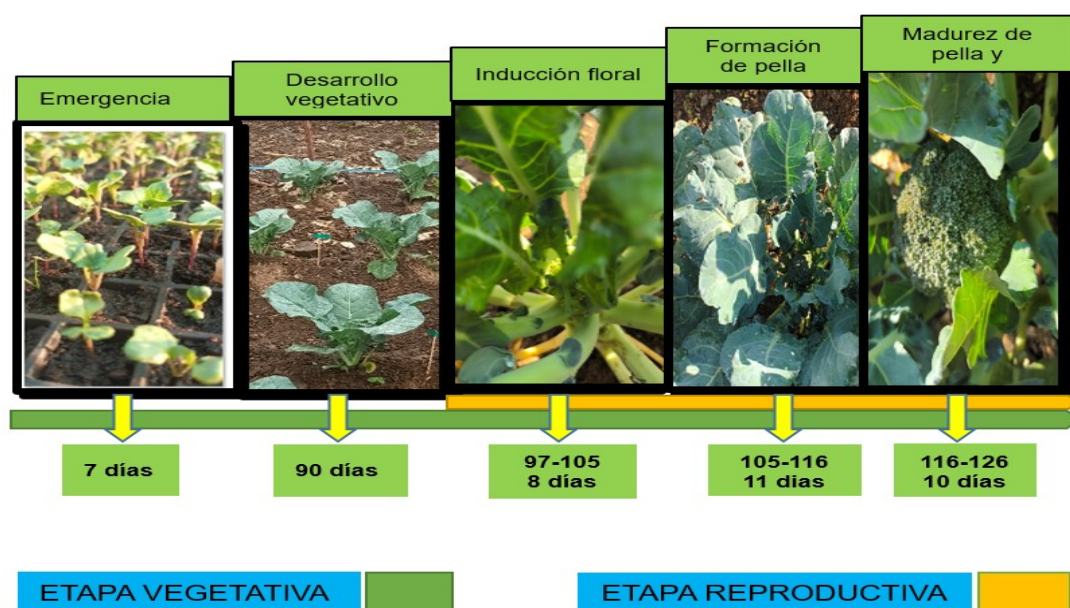 Emergencia
Desarrollo
vegetativo
Inducción floral
Formación
de pella
Madurez de
pella y
7 días
90 días
97-105
8 días
105-116
11 dias
116-126
10 días
ETAPA VEGETATIVA
ETAPA REPRODUCTIVA